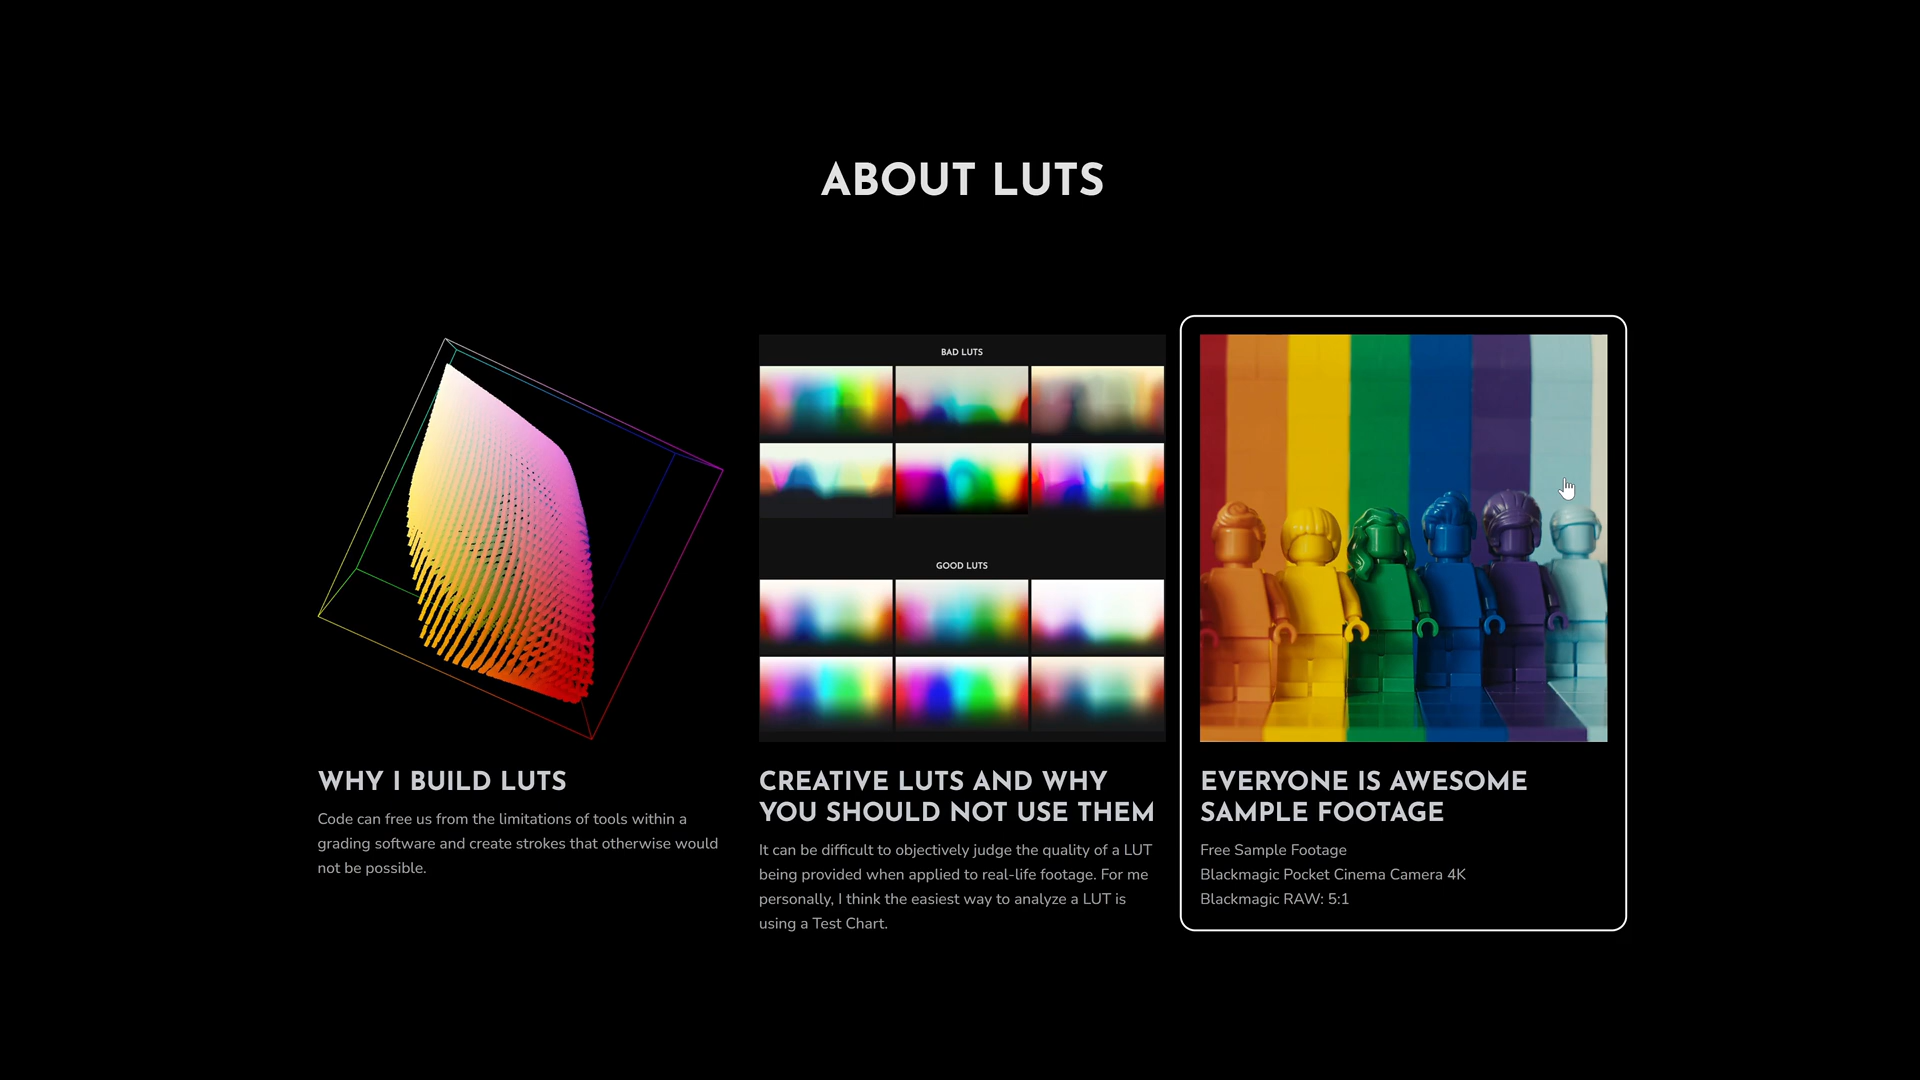 ABOUT LUTS
BAD LUTS
GOOD LUTS
WHY I BUILD LUTS
Code can free us from the limitations of tools within a
grading software and create strokes that otherwise would
not be possible.
CREATIVE LUTS AND WHY
YOU SHOULD NOT USE THEM
It can be difficult to objectively judge the quality of a LUT
being provided when applied to real-life footage. For me
personally, I think the easiest way to analyze a LUT is
using a Test Chart.
EVERYONE IS AWESOME
SAMPLE FOOTAGE
Free Sample Footage
Blackmagic Pocket Cinema Camera 4K
Blackmagic RAW: 5:1